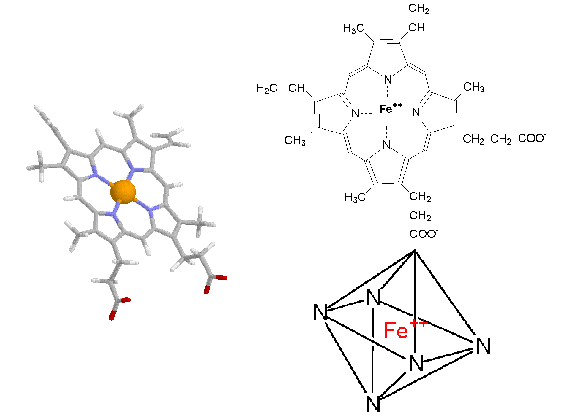 CH₂
H₃C CH
H₂C CH CH₃
N
N Fe⁺⁺ N
CH₃ N CH₂ CH₂ COO⁻
H₃C CH₂
CH₂
COO⁻
N N
Fe⁺⁺
N N
N